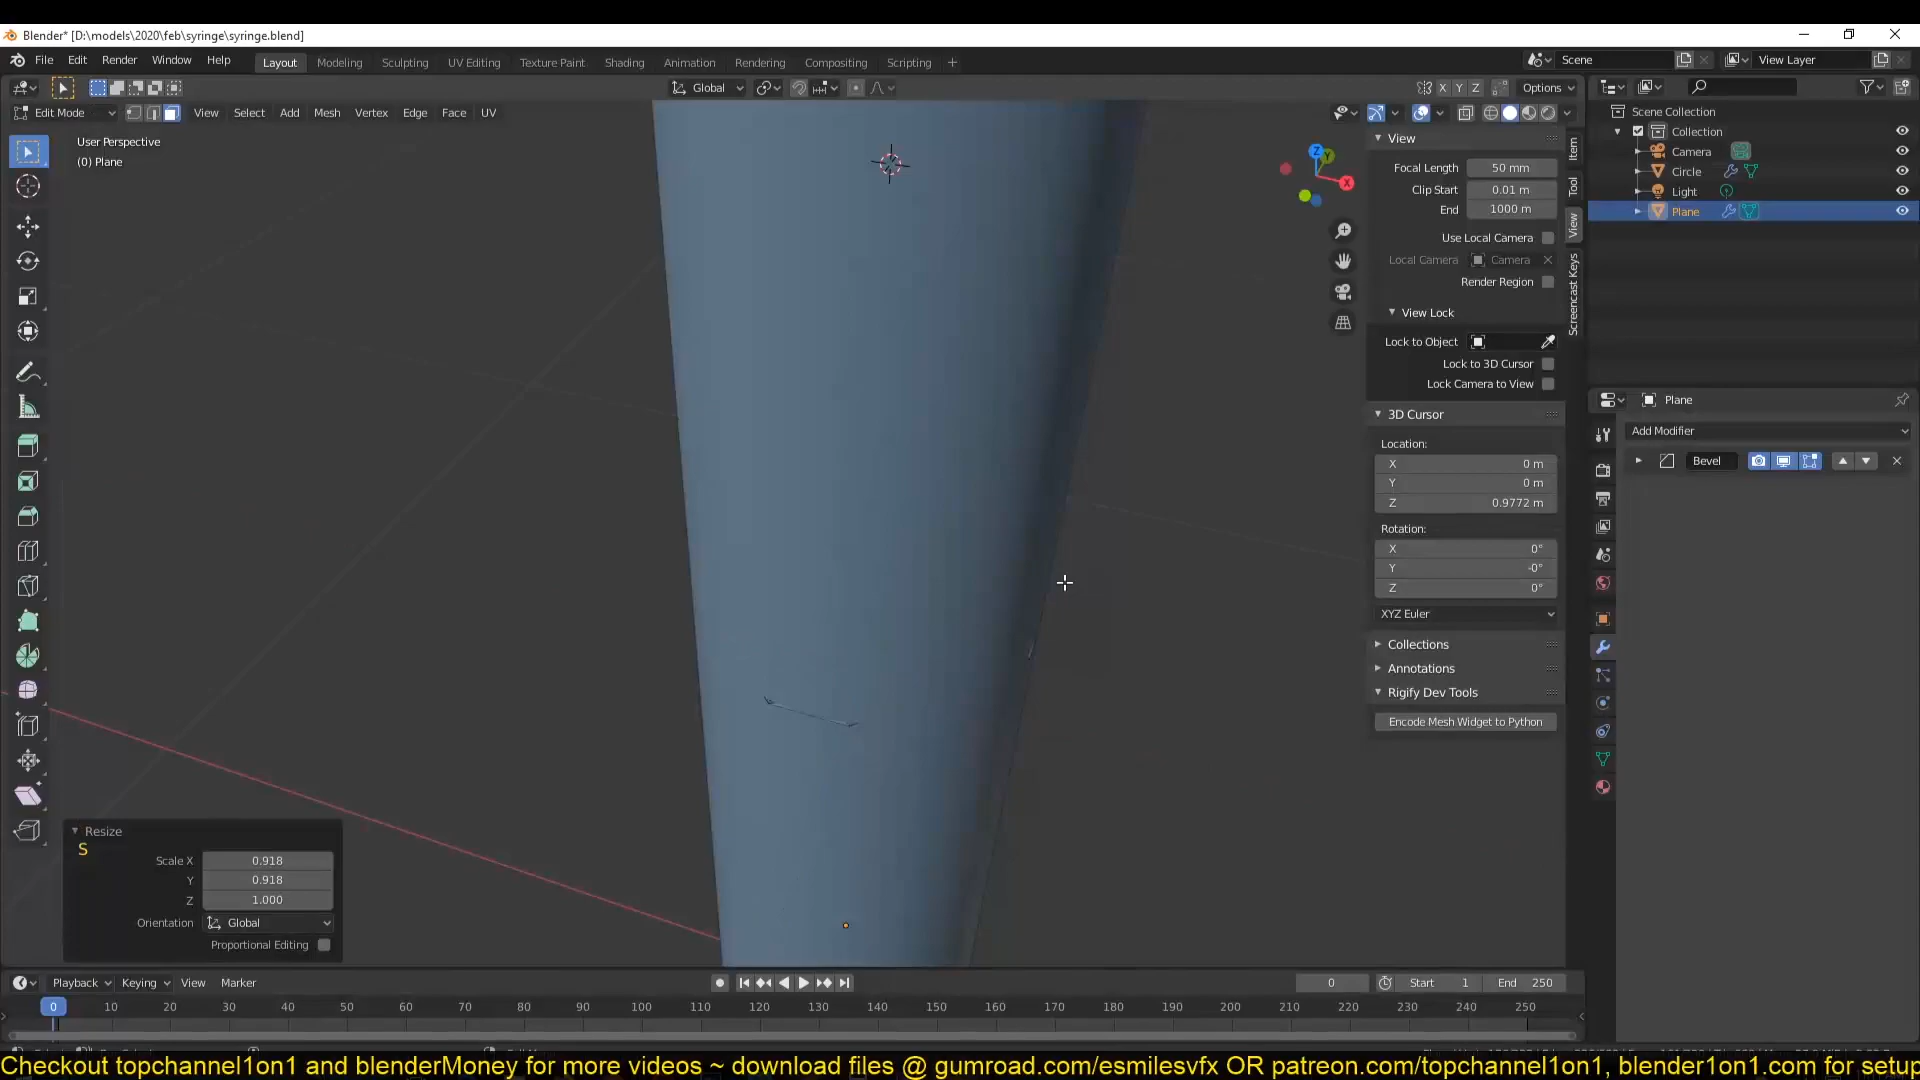 Blender* [D:\models\2020\feb\syringe\syringe.blend]
File Edit Render Window Help Layout Modeling Sculpting UV Editing Texture Paint Shading Animation Rendering Compositing Scripting + Scene View Layer
Global X Y Z Options
Edit Mode View Select Add Mesh Vertex Edge Face UV
User Perspective
(0) Plane
View
Focal Length 50 mm
Clip Start 0.01 m
End 1000 m
Use Local Camera
Local Camera Camera
Render Region
View Lock
Lock to Object
Lock to 3D Cursor
Lock Camera to View
3D Cursor
Location:
X 0 m
Y 0 m
Z 0.9772 m
Rotation:
X 0°
Y -0°
Z 0°
XYZ Euler
Collections
Annotations
Rigify Dev Tools
Encode Mesh Widget to Python
Item
Tool
View
Screencast Keys
Z
Y
X
Scene Collection
Collection
Camera
Circle
Light
Plane
Plane
Add Modifier
Bevel
Resize
S
Scale X 0.918
Y 0.918
Z 1.000
Orientation Global
Proportional Editing
Playback Keying View Marker 0 Start 1 End 250
0 10 20 30 40 50 60 70 80 90 100 110 120 130 140 150 160 170 180 190 200 210 220 230 240 250
Checkout topchannel1on1 and blenderMoney for more videos ~ download files @ gumroad.com/esmilesvfx OR patreon.com/topchannel1on1, blender1on1.com for setup